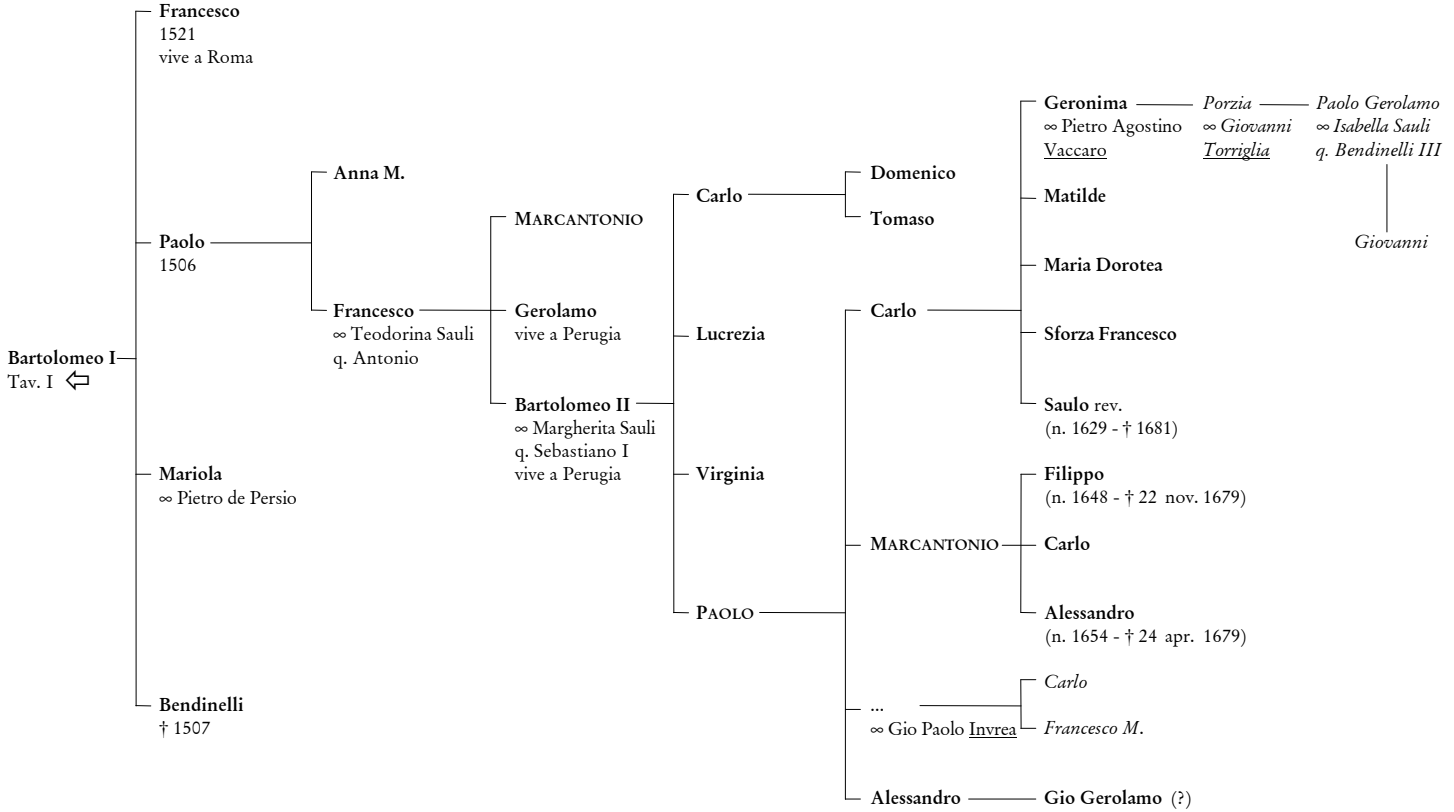 Francesco
1521
vive a Roma
Paolo
1506
Bartolomeo I
Tav. I
Mariola
∞ Pietro de Persio
Bendinelli
† 1507
Anna M.
Francesco
∞ Teodorina Sauli
q. Antonio
MARCANTONIO
Gerolamo
vive a Perugia
Bartolomeo II
∞ Margherita Sauli
q. Sebastiano I
vive a Perugia
Carlo
Lucrezia
Virginia
PAOLO
Domenico
Tomaso
Carlo
MARCANTONIO
...
∞ Gio Paolo Invrea
Alessandro
Geronima
∞ Pietro Agostino
Vaccaro
Matilde
Maria Dorotea
Sforza Francesco
Saulo rev.
(n. 1629 - † 1681)
Filippo
(n. 1648 - † 22 nov. 1679)
Carlo
Alessandro
(n. 1654 - † 24 apr. 1679)
Carlo
Francesco M.
Gio Gerolamo (?)
Porzia
∞ Giovanni
Torriglia
Paolo Gerolamo
∞ Isabella Sauli
q. Bendinelli III
Giovanni